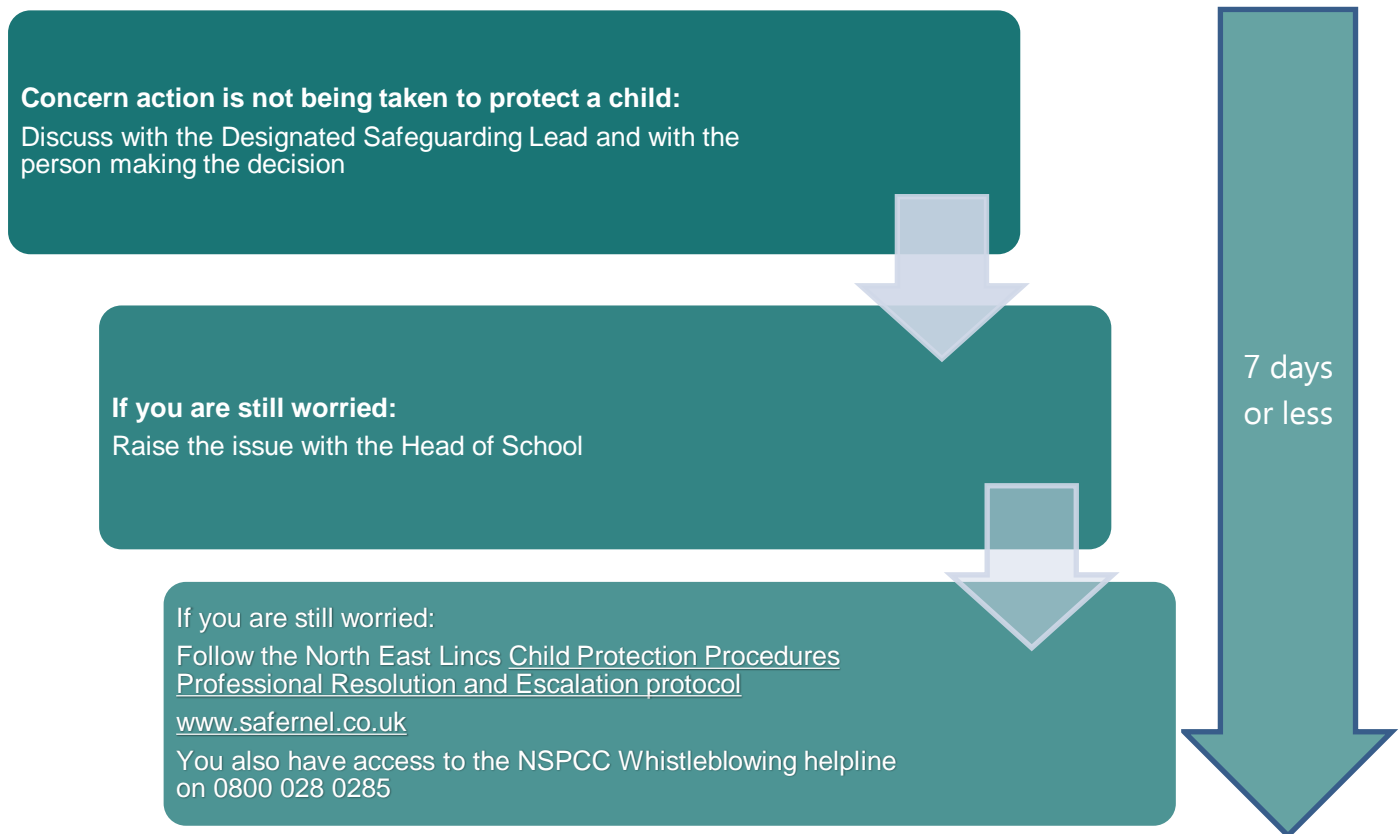 Concern action is not being taken to protect a child:
Discuss with the Designated Safeguarding Lead and with the
person making the decision
If you are still worried:
Raise the issue with the Head of School
If you are still worried:
Follow the North East Lincs Child Protection Procedures
Professional Resolution and Escalation protocol
www.safernel.co.uk
You also have access to the NSPCC Whistleblowing helpline
on 0800 028 0285
7 days
or less